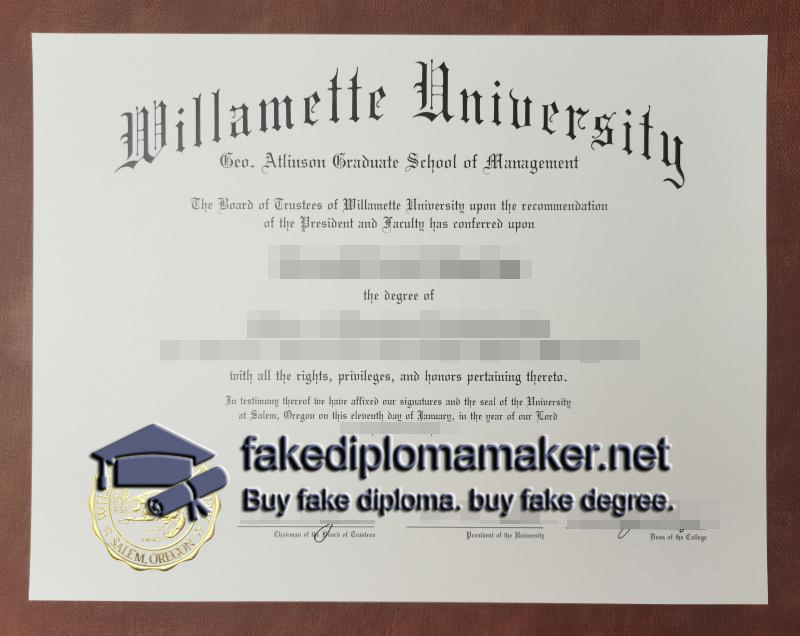 Willamette University
Geo. Atlinson Graduate School of Management
The Board of Trustees of Willamette University upon the recommendation
of the President and Faculty has conferred upon
the degree of
with all the rights, privileges, and honors pertaining thereto.
In testimony thereof we have affixed our signatures and the seal of the University
at Salem, Oregon on this eleventh day of January, in the year of our Lord
fakediplomamaker.net
Buy fake diploma. buy fake degree.
SALEM, OREGON
Chairman of the Board of Trustees
President of the University
Dean of the College